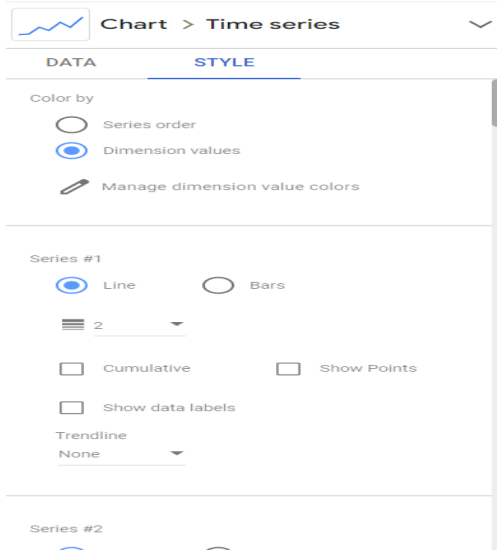 Chart > Time series
DATA STYLE
Color by
Series order
Dimension values
Manage dimension value colors
Series #1
Line Bars
2
Cumulative Show Points
Show data labels
Trendline
None
Series #2